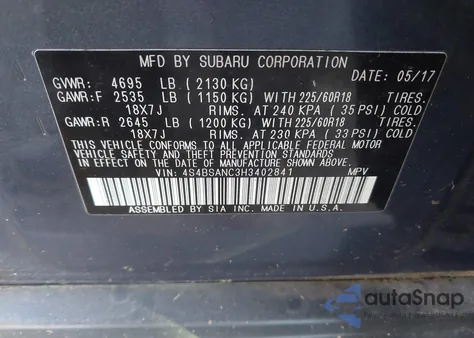 MFD BY SUBARU CORPORATION 05/17
GVWR: 4695 LB (2130 KG)
GAWR:F 2535 LB (1150 KG) WITH 225/60R18 TIRES.
18X7J RIMS. AT 240 KPA (35 PSI) COLD
GAWR:R 2645 LB (1200 KG) WITH 225/60R18 TIRES.
18X7J RIMS. AT 230 KPA (33 PSI) COLD
THIS VEHICLE CONFORMS TO ALL APPLICABLE FEDERAL MOTOR
VEHICLE SAFETY, BUMPER, AND THEFT PREVENTION STANDARDS
IN EFFECT ON THE DATE OF MANUFACTURE SHOWN ABOVE.
VIN: 4S4BSANC3H3402841 MPV
ASSEMBLED BY SIA INC. MADE IN U.S.A.
autoSnap